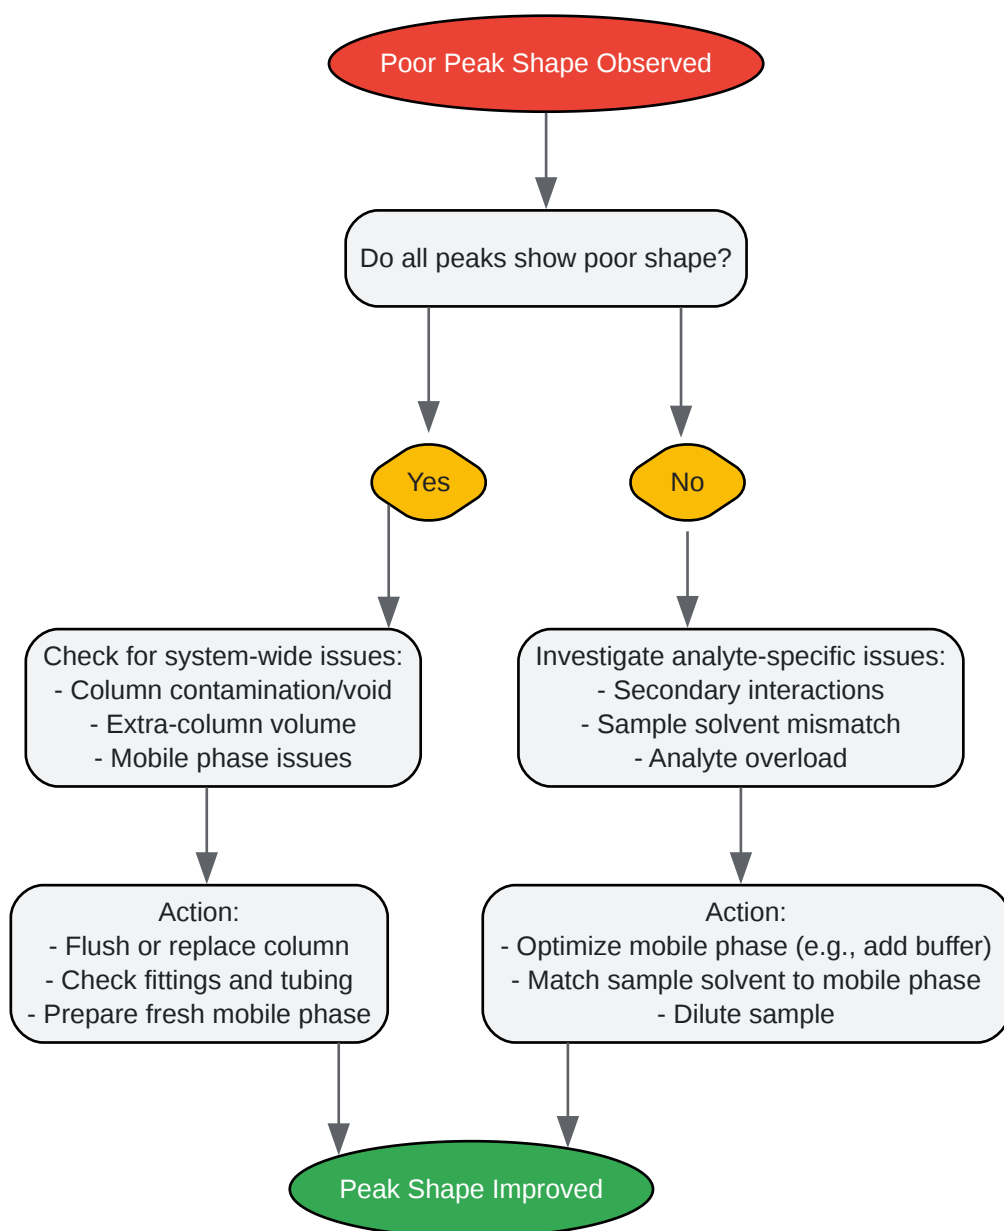 Poor Peak Shape Observed
Do all peaks show poor shape?
Yes
No
Check for system-wide issues:
- Column contamination/void
- Extra-column volume
- Mobile phase issues
Investigate analyte-specific issues:
- Secondary interactions
- Sample solvent mismatch
- Analyte overload
Action:
- Flush or replace column
- Check fittings and tubing
- Prepare fresh mobile phase
Action:
- Optimize mobile phase (e.g., add buffer)
- Match sample solvent to mobile phase
- Dilute sample
Peak Shape Improved